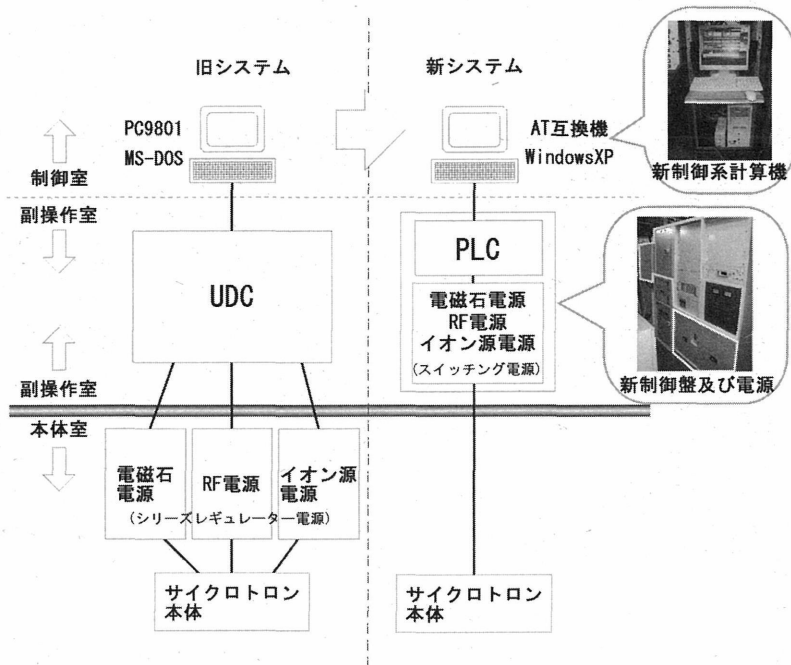 旧システム
新システム
PC9801
MS-DOS
AT互換機
WindowsXP
新制御系計算機
制御室
副操作室
UDC
PLC
電磁石電源
RF電源
イオン源電源
(スイッチング電源)
新制御盤及び電源
副操作室
本体室
電磁石
電源
RF電源
イオン源
電源
(シリーズレギュレーター電源)
サイクロトロン
本体
サイクロトロン
本体